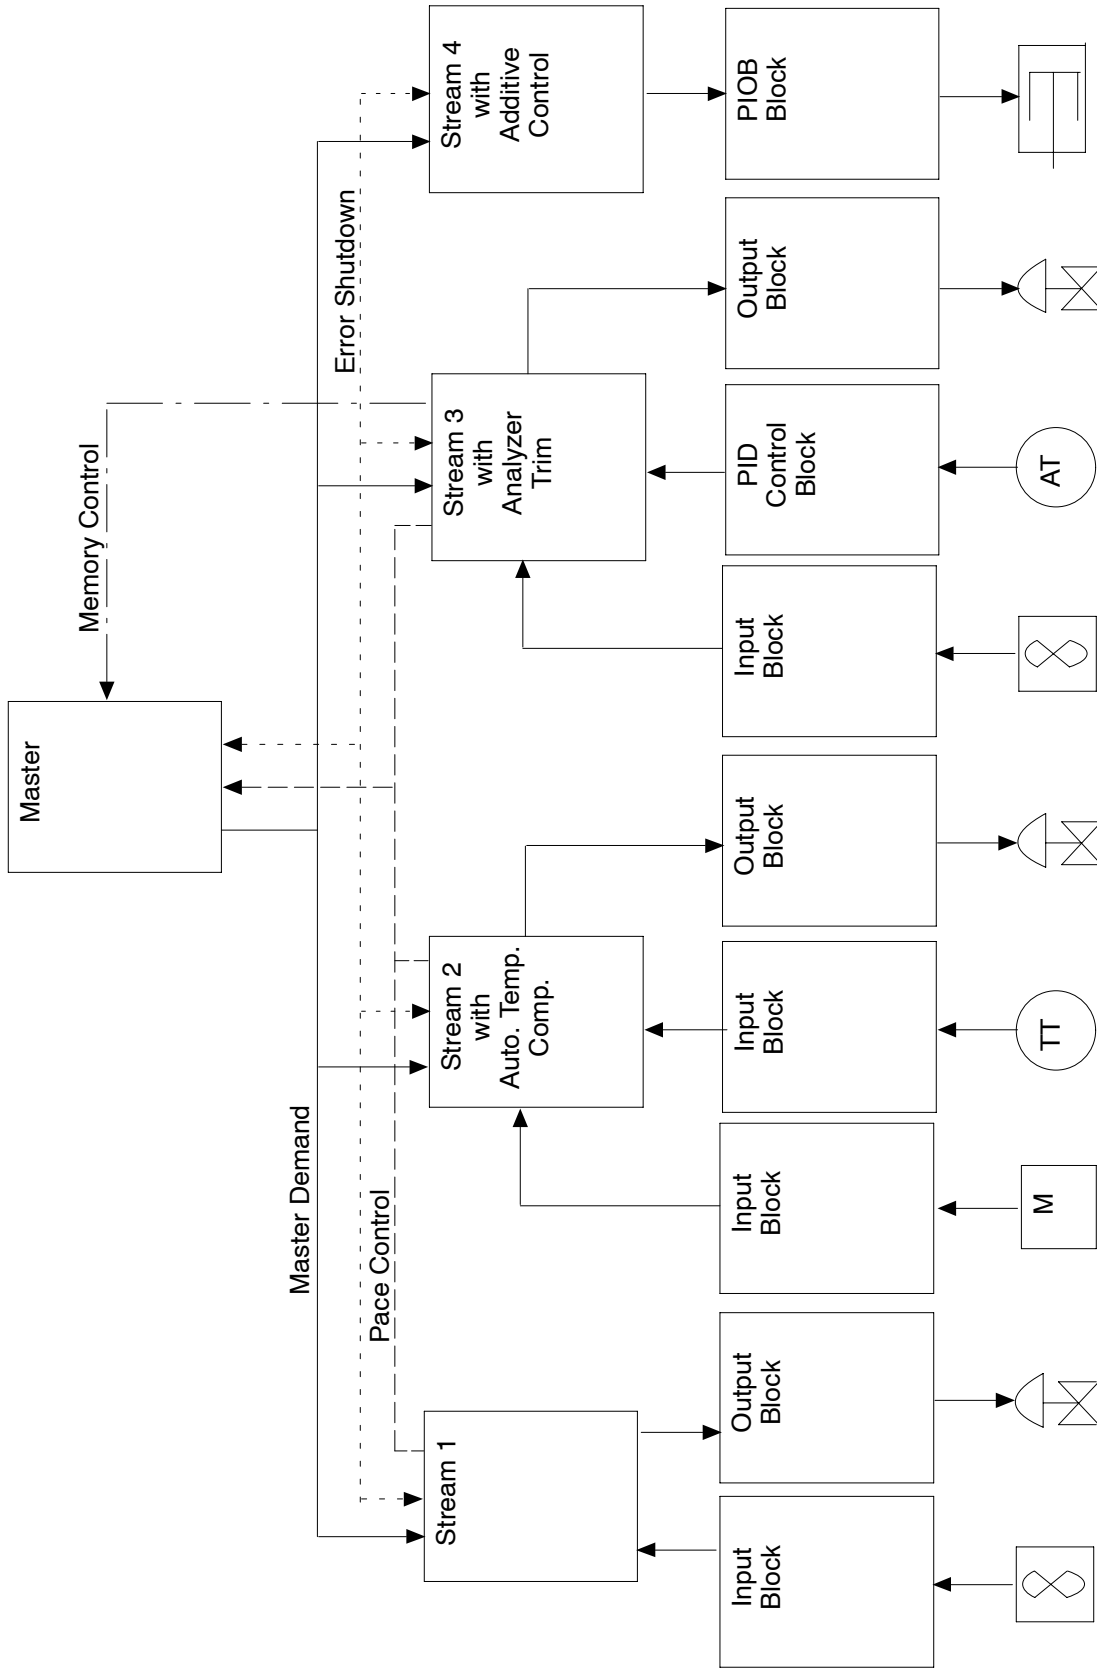 Master
Memory Control
Master Demand
Error Shutdown
Pace Control
Stream 1
Stream 2
with
Auto. Temp.
Comp.
Stream 3
with
Analyzer
Trim
Stream 4
with
Additive
Control
Input
Block
Output
Block
Input
Block
Input
Block
Output
Block
Input
Block
PID
Control
Block
Output
Block
PIOB
Block
M
TT
AT